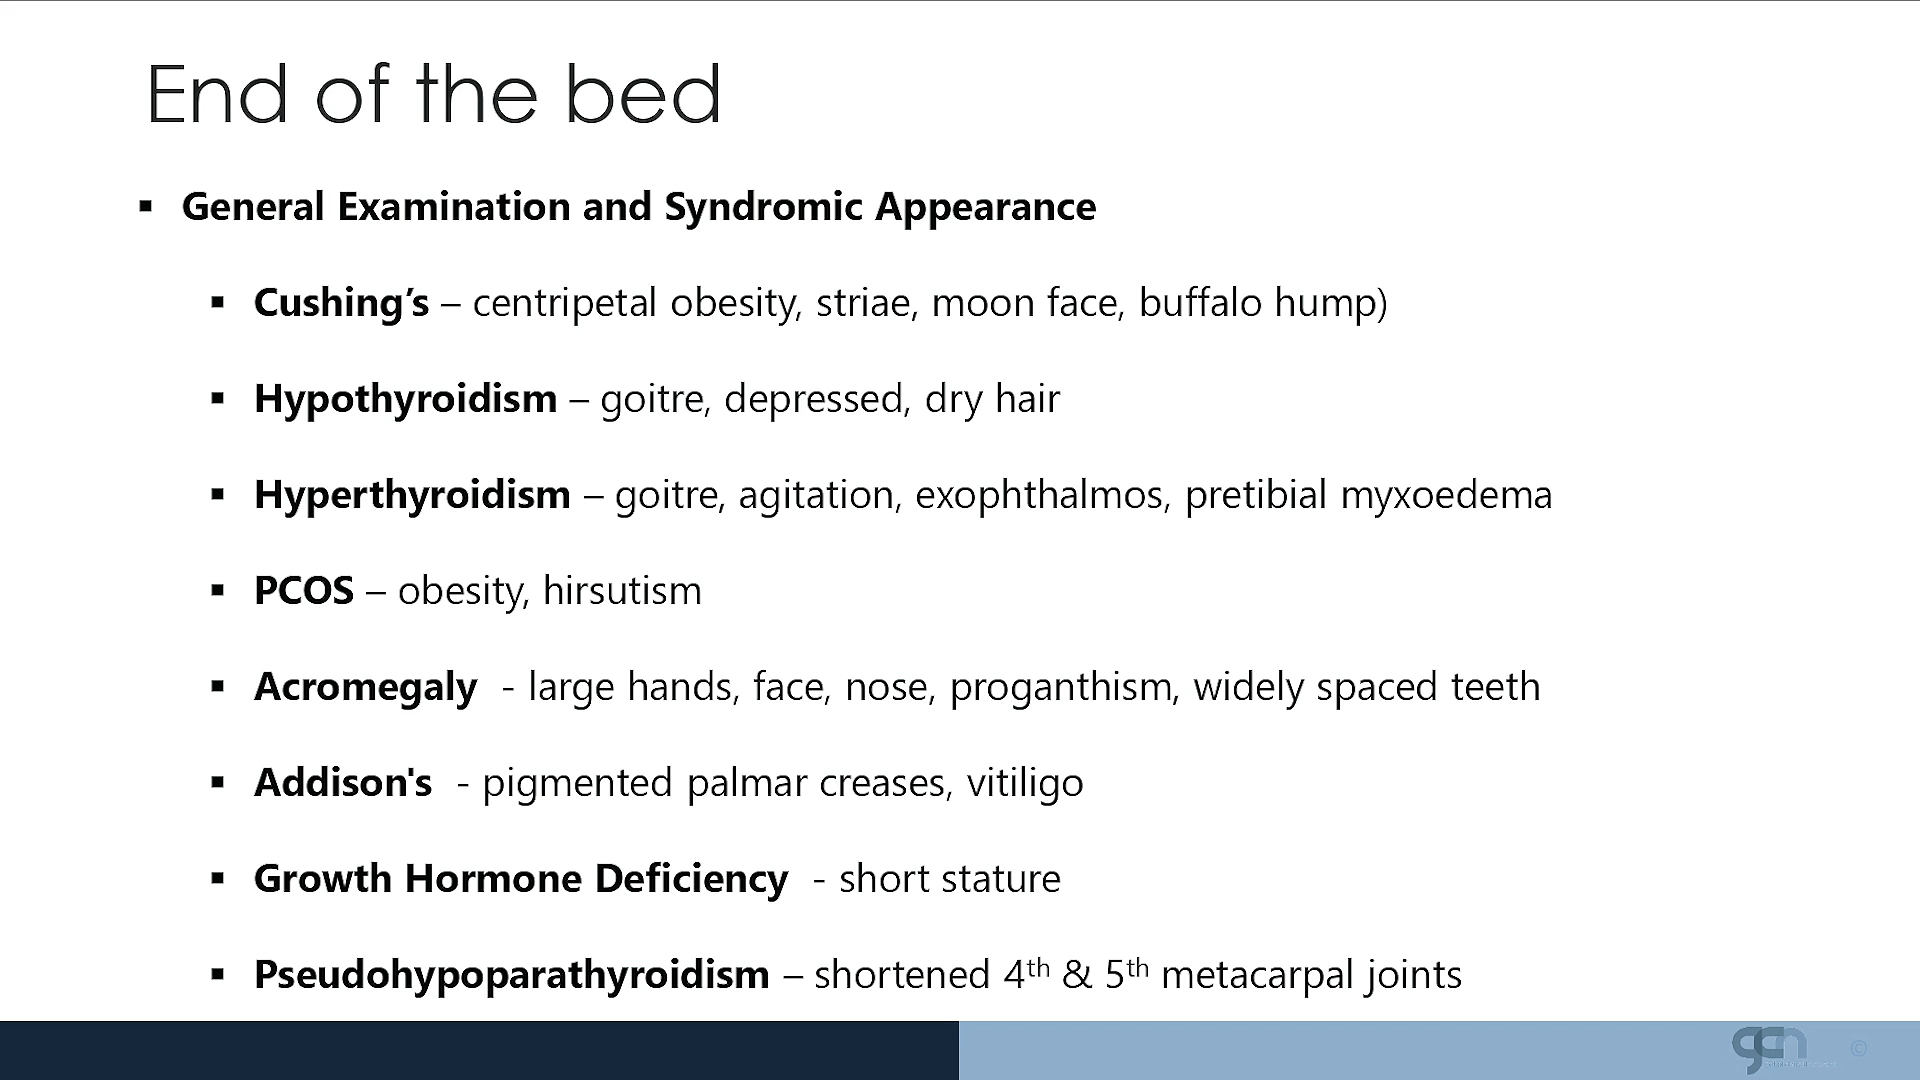 End of the bed
▪ General Examination and Syndromic Appearance
▪ Cushing’s – centripetal obesity, striae, moon face, buffalo hump)
▪ Hypothyroidism – goitre, depressed, dry hair
▪ Hyperthyroidism – goitre, agitation, exophthalmos, pretibial myxoedema
▪ PCOS – obesity, hirsutism
▪ Acromegaly - large hands, face, nose, proganthism, widely spaced teeth
▪ Addison's - pigmented palmar creases, vitiligo
▪ Growth Hormone Deficiency - short stature
▪ Pseudohypoparathyroidism – shortened 4th & 5th metacarpal joints
©